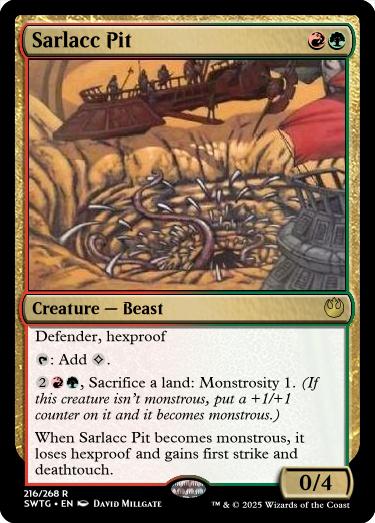 Sarlacc Pit
Defender, hexproof
Creature — Beast
: Add .
2, Sacrifice a land: Monstrosity 1. (If
this creature isn't monstrous, put a +1/+1
counter on it and it becomes monstrous.)
When Sarlacc Pit becomes monstrous, it
loses hexproof and gains first strike and
deathtouch.
0/4
216/268 R
SWTG • EN DAVID MILLGATE
™ & © 2025 Wizards of the Coast